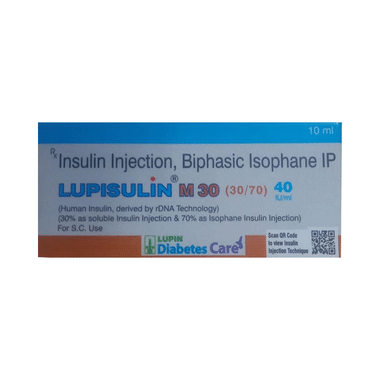 10 ml
Rx Insulin Injection, Biphasic Isophane IP
LUPISULIN® M 30 (30/70) 40
IU/ml
(Human Insulin, derived by rDNA Technology)
(30% as soluble Insulin Injection & 70% as Isophane Insulin Injection)
For S.C. Use
LUPIN
Diabetes Care
Scan QR Code
to view Insulin
Injection Technique